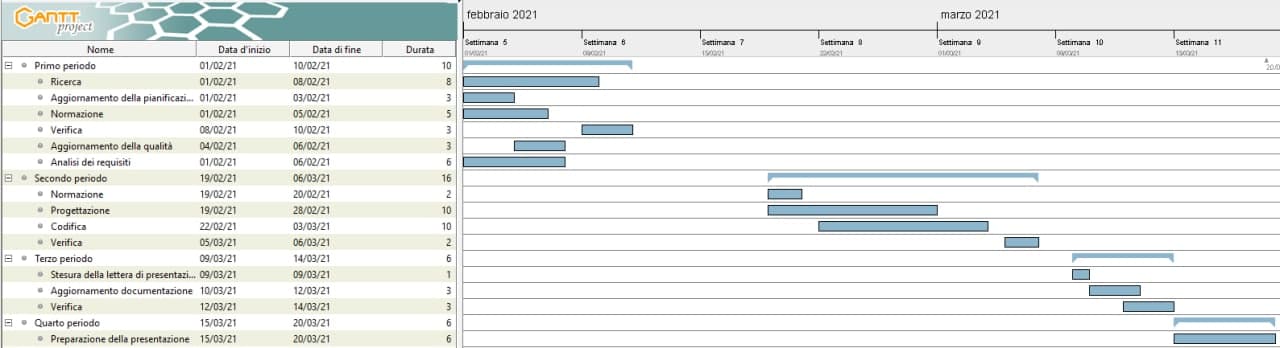 GANTT project
febbraio 2021 marzo 2021
Settimana 5 Settimana 6 Settimana 7 Settimana 8 Settimana 9 Settimana 10 Settimana 11
01/02/21 15/02/21 22/02/21 01/03/21 15/03/21
Nome Data d'inizio Data di fine Durata
Primo periodo 01/02/21 10/02/21 10
Ricerca 01/02/21 08/02/21 8
Aggiornamento della pianificazi... 01/02/21 03/02/21 3
Normazione 01/02/21 05/02/21 5
Verifica 08/02/21 10/02/21 3
Aggiornamento della qualità 04/02/21 06/02/21 3
Analisi dei requisiti 01/02/21 06/02/21 6
Secondo periodo 19/02/21 06/03/21 16
Normazione 19/02/21 20/02/21 2
Progettazione 19/02/21 28/02/21 10
Codifica 22/02/21 03/03/21 10
Verifica 05/03/21 06/03/21 2
Terzo periodo 09/03/21 14/03/21 6
Stesura della lettera di presentazi... 09/03/21 09/03/21 1
Aggiornamento documentazione 10/03/21 12/03/21 3
Verifica 12/03/21 14/03/21 3
Quarto periodo 15/03/21 20/03/21 6
Preparazione della presentazione 15/03/21 20/03/21 6